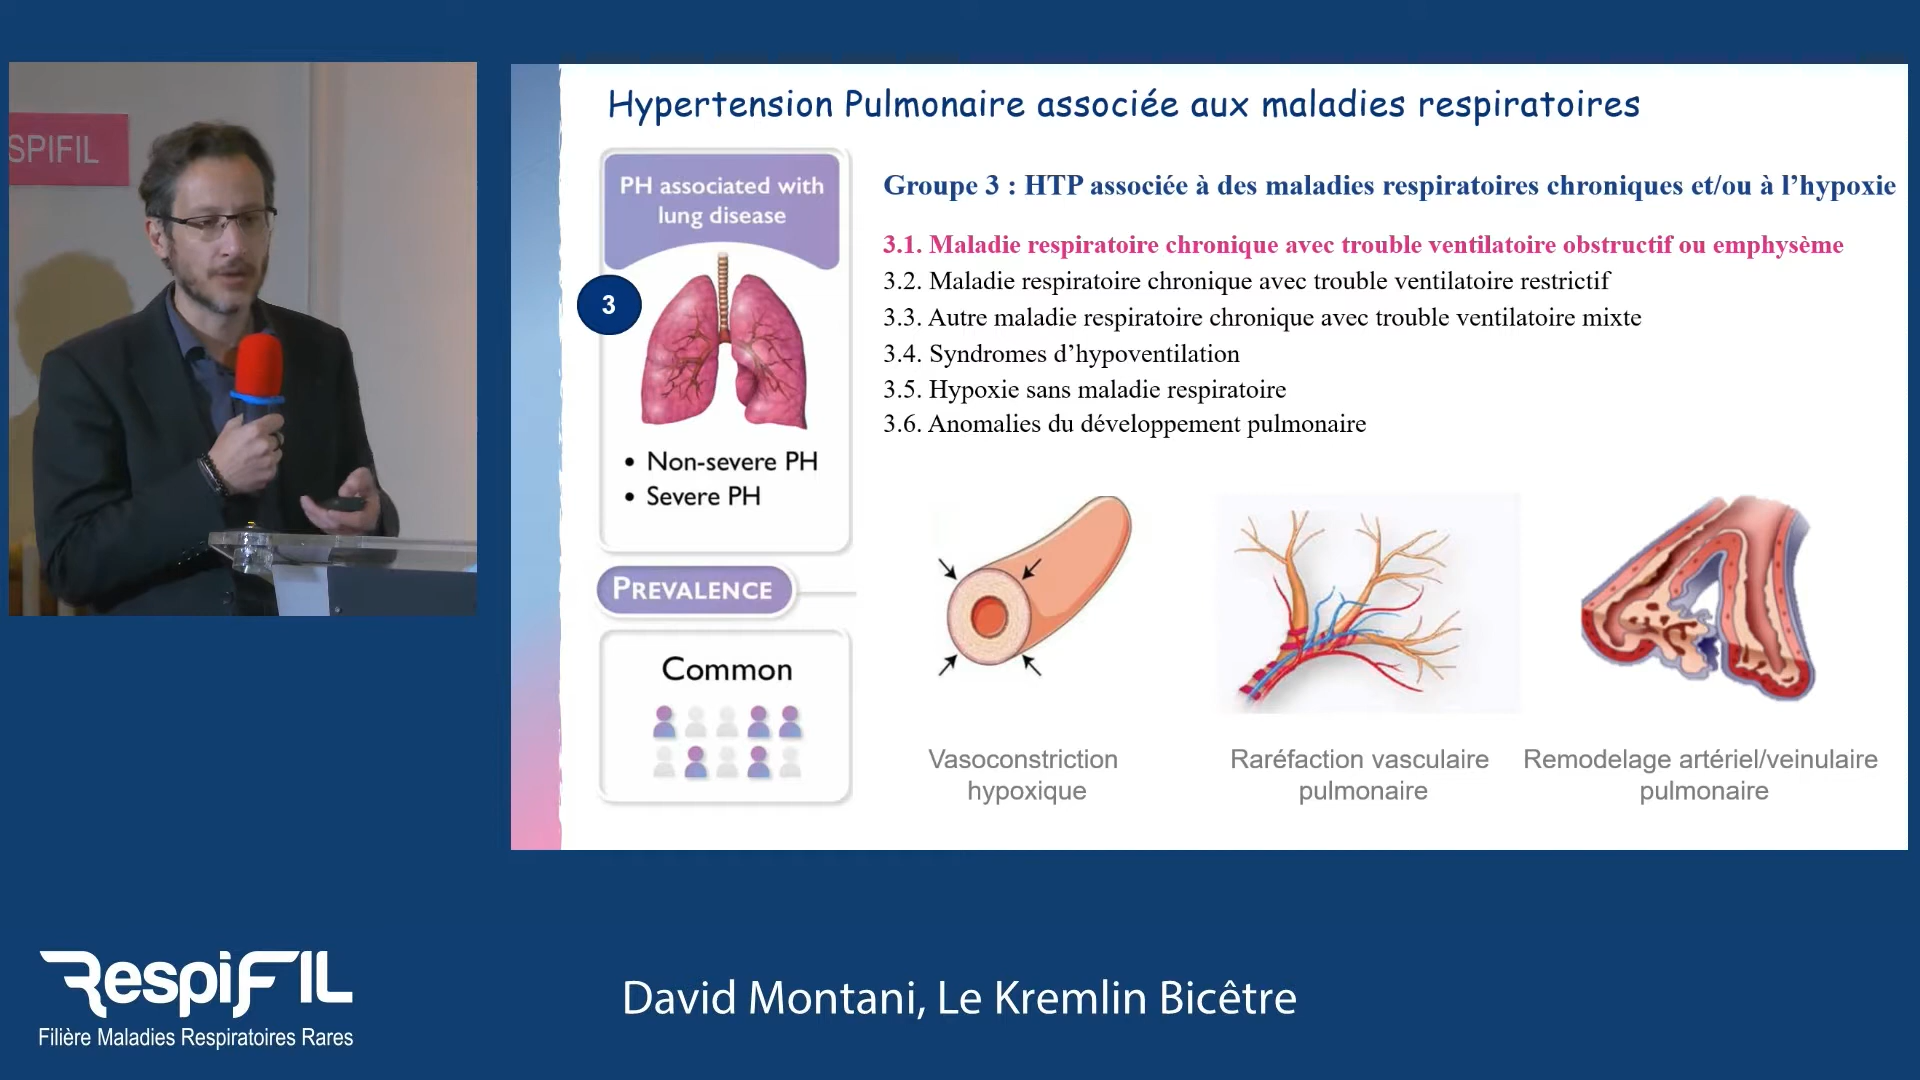 SPIFIL
Hypertension Pulmonaire associée aux maladies respiratoires
PH associated with
lung disease
3
• Non-severe PH
• Severe PH
PREVALENCE
Common
Groupe 3 : HTP associée à des maladies respiratoires chroniques et/ou à l’hypoxie
3.1. Maladie respiratoire chronique avec trouble ventilatoire obstructif ou emphysème
3.2. Maladie respiratoire chronique avec trouble ventilatoire restrictif
3.3. Autre maladie respiratoire chronique avec trouble ventilatoire mixte
3.4. Syndromes d’hypoventilation
3.5. Hypoxie sans maladie respiratoire
3.6. Anomalies du développement pulmonaire
Vasoconstriction
hypoxique
Raréfaction vasculaire
pulmonaire
Remodelage artériel/veinulaire
pulmonaire
RespiFIL
Filière Maladies Respiratoires Rares
David Montani, Le Kremlin Bicêtre